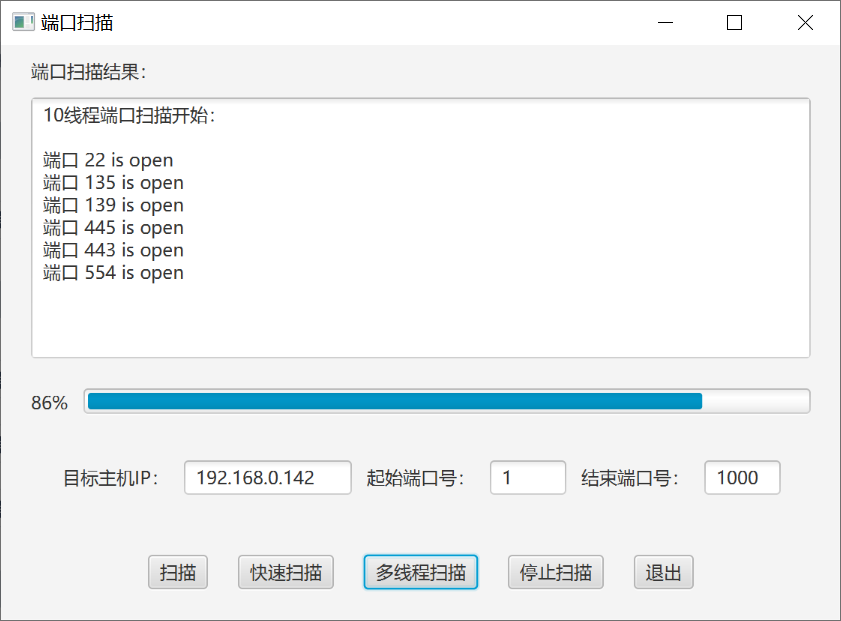 端口扫描
端口扫描结果：
10线程端口扫描开始：
端口 22 is open
端口 135 is open
端口 139 is open
端口 445 is open
端口 443 is open
端口 554 is open
86%
目标主机IP： 192.168.0.142 起始端口号： 1 结束端口号： 1000
扫描 快速扫描 多线程扫描 停止扫描 退出